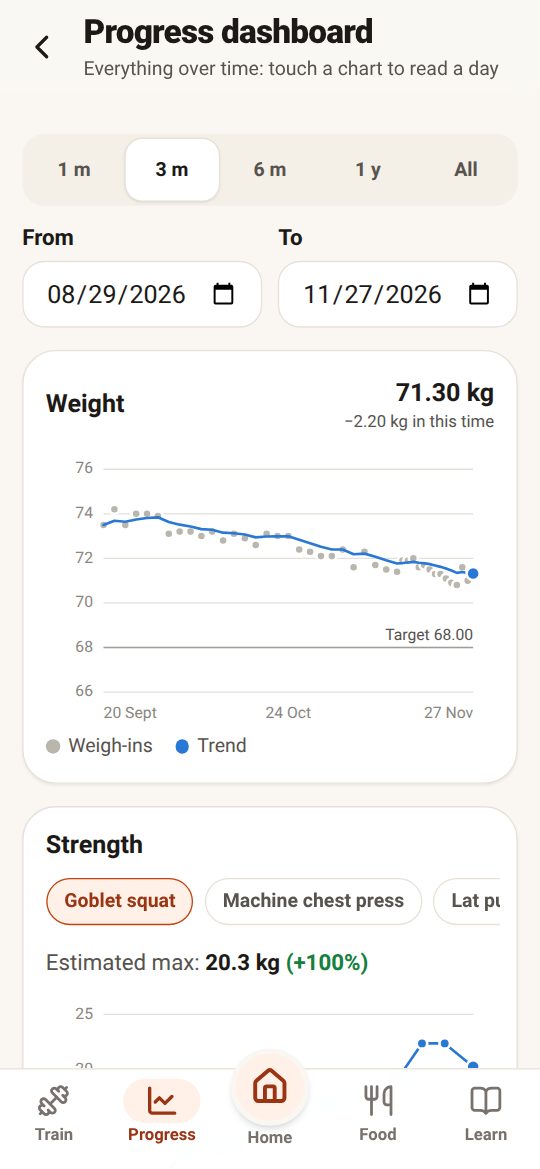 Progress dashboard
Everything over time: touch a chart to read a day
1 m
3 m
6 m
1 y
All
From
To
08/29/2026
11/27/2026
Weight
71.30 kg
−2.20 kg in this time
76
74
72
70
Target 68.00
68
66
20 Sept
24 Oct
27 Nov
Weigh-ins
Trend
Strength
Goblet squat
Machine chest press
Lat pu
Estimated max: 20.3 kg (+100%)
25
20
Train
Progress
Home
Food
Learn